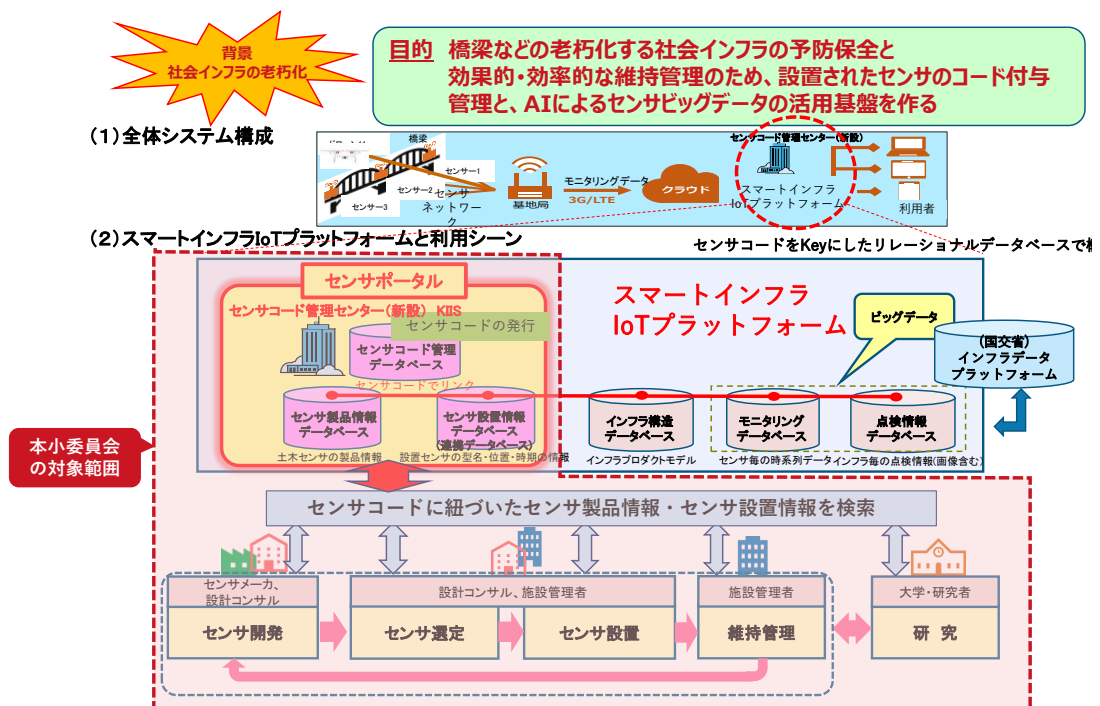 背景
社会インフラの老朽化
目的 橋梁などの老朽化する社会インフラの予防保全と
効果的・効率的な維持管理のため、設置されたセンサのコード付与
管理と、AIによるセンサビッグデータの活用基盤を作る
（１）全体システム構成
橋梁
センサー1
センサー2
センサー3
センサ
ネットワー
ク
基地局
モニタリングデータ
3G/LTE
クラウド
センサコード管理センター(新設)
スマートインフラ
IoTプラットフォーム
利用者
（２）スマートインフラIoTプラットフォームと利用シーン
センサコードをKeyにしたリレーショナルデータベースで
センサポータル
センサコード管理センター(新設) KIIS
センサコードの発行
センサコード管理
データベース
センサコードでリンク
センサ製品情報
データベース
土木センサの製品情報
センサ設置情報
データベース
(連携データベース)
設置センサの型名・位置・時期の情報
スマートインフラ
IoTプラットフォーム
ビッグデータ
(国交省)
インフラデータ
プラットフォーム
インフラ構造
データベース
インフラプロダクトモデル
モニタリング
データベース
センサ毎の時系列データ
点検情報
データベース
インフラ毎の点検情報(画像含む)
本小委員会
の対象範囲
センサコードに紐づいたセンサ製品情報・センサ設置情報を検索
センサメーカ、
設計コンサル
センサ開発
設計コンサル、施設管理者
センサ選定
センサ設置
施設管理者
維持管理
大学・研究者
研 究